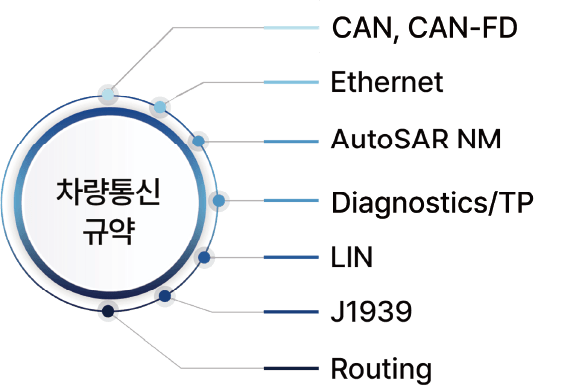 차량통신
규약
CAN, CAN-FD
Ethernet
AutoSAR NM
Diagnostics/TP
LIN
J1939
Routing